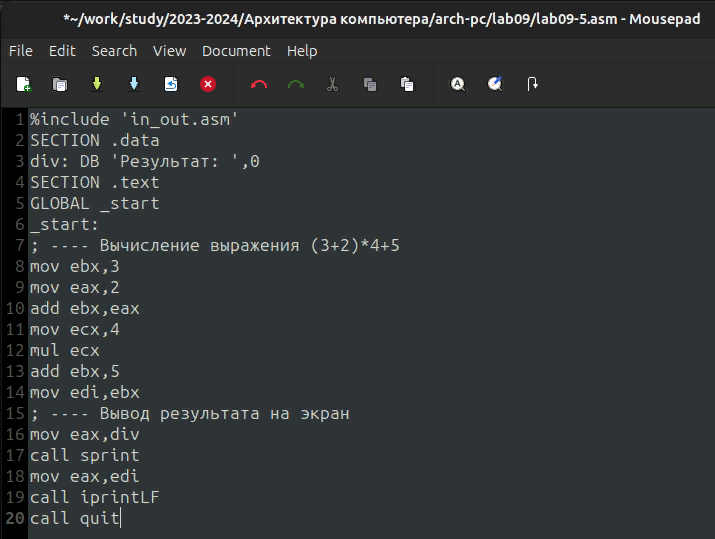 *~/work/study/2023-2024/Архитектура компьютера/arch-pc/lab09/lab09-5.asm - Mousepad
File Edit Search View Document Help
1 %include 'in_out.asm'
2 SECTION .data
3 div: DB 'Результат: ',0
4 SECTION .text
5 GLOBAL _start
6 _start:
7 ; ---- Вычисление выражения (3+2)*4+5
8 mov ebx,3
9 mov eax,2
10 add ebx,eax
11 mov ecx,4
12 mul ecx
13 add ebx,5
14 mov edi,ebx
15 ; ---- Вывод результата на экран
16 mov eax,div
17 call sprint
18 mov eax,edi
19 call iprintLF
20 call quit